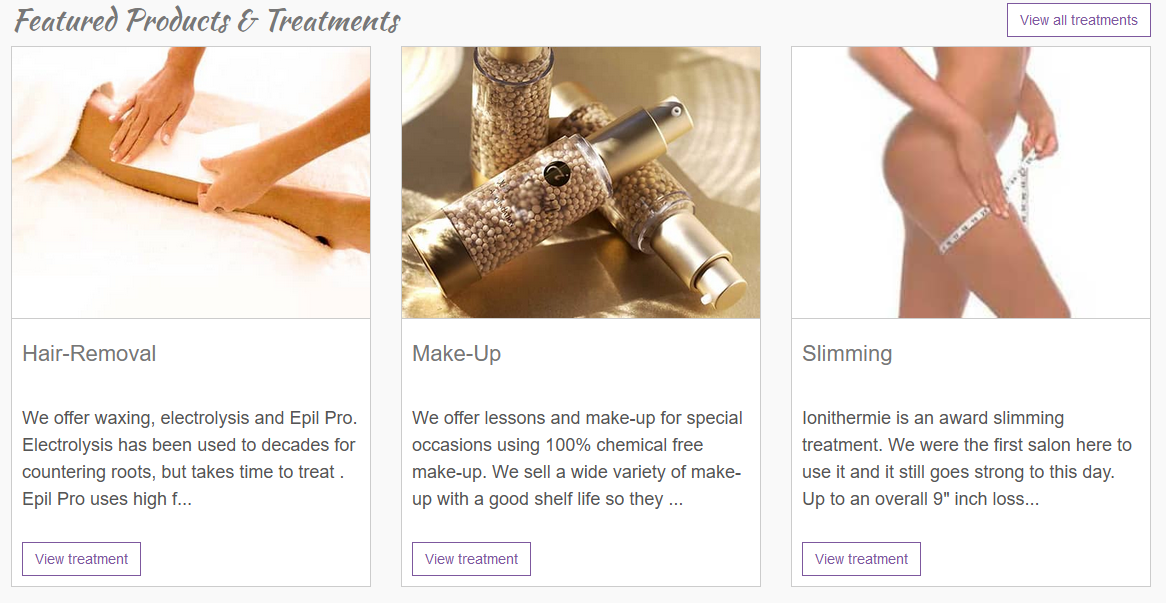 Featured Products & Treatments
View all treatments
Hair-Removal
We offer waxing, electrolysis and Epil Pro.
Electrolysis has been used to decades for
countering roots, but takes time to treat .
Epil Pro uses high f...
View treatment
Make-Up
We offer lessons and make-up for special
occasions using 100% chemical free
make-up. We sell a wide variety of make-
up with a good shelf life so they ...
View treatment
Slimming
Ionithermie is an award slimming
treatment. We were the first salon here to
use it and it still goes strong to this day.
Up to an overall 9" inch loss...
View treatment